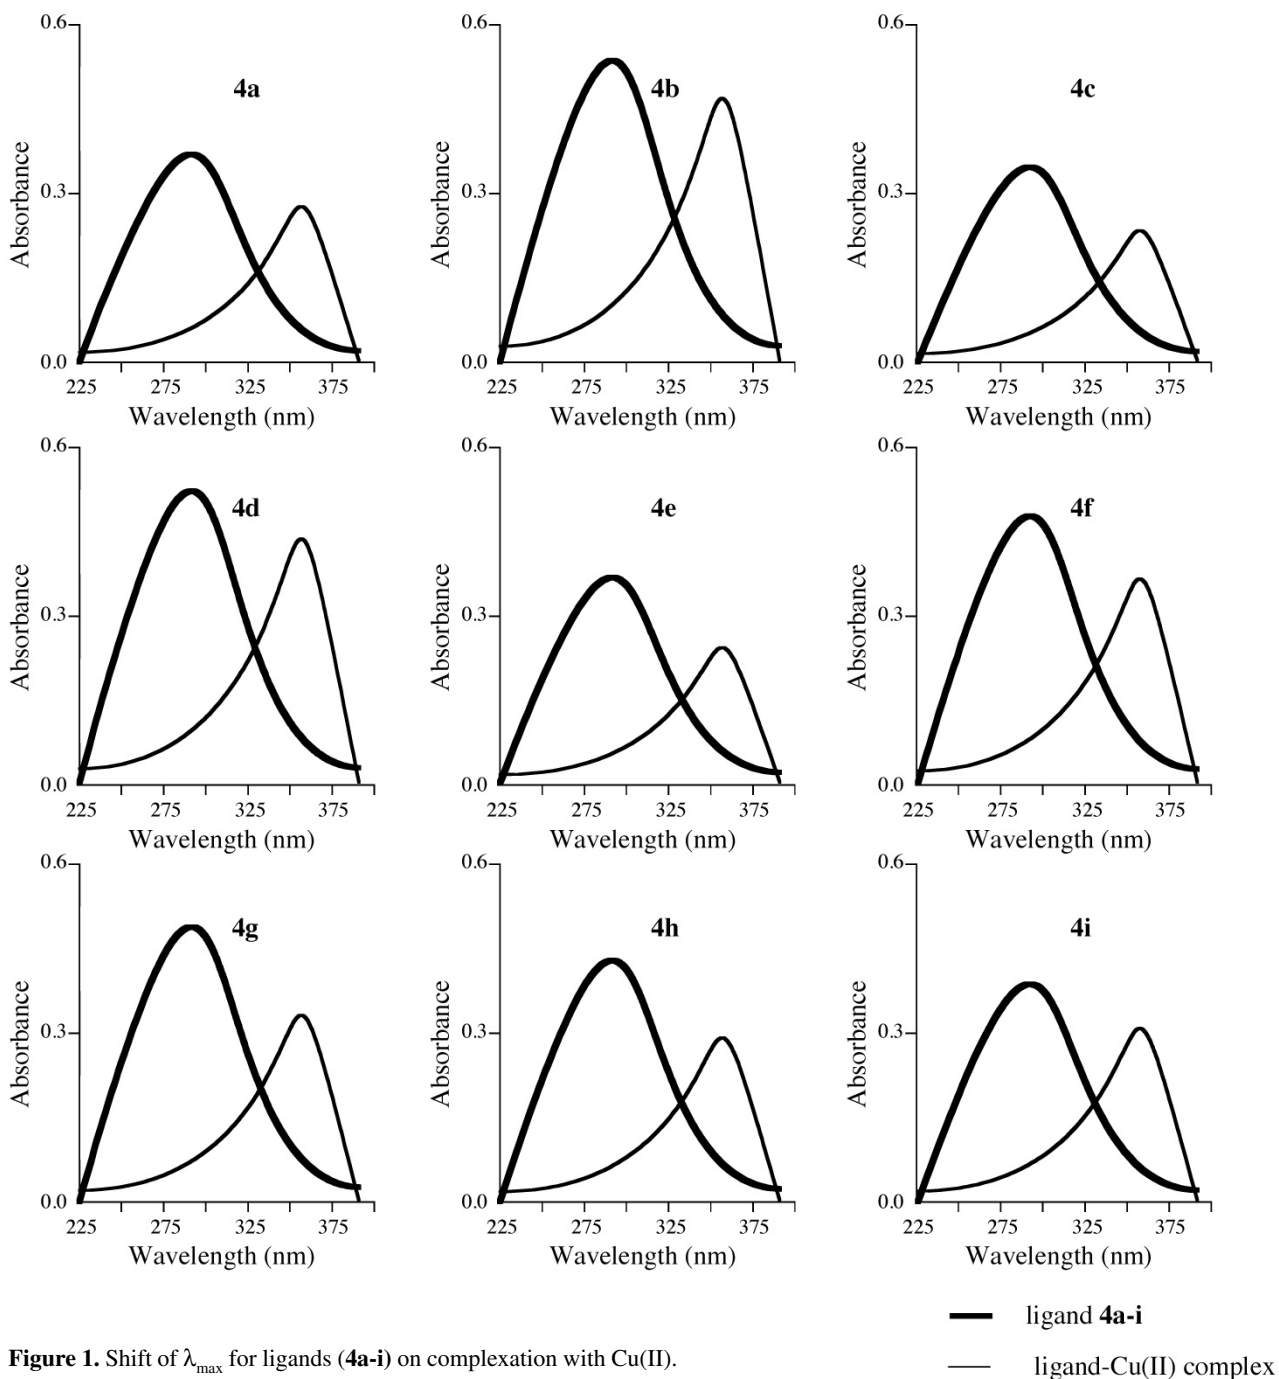 0.6
0.3
0.0
Absorbance
4a
225 275 325 375
Wavelength (nm)
0.6
0.3
0.0
Absorbance
4b
225 275 325 375
Wavelength (nm)
0.6
0.3
0.0
Absorbance
4c
225 275 325 375
Wavelength (nm)
0.6
0.3
0.0
Absorbance
4d
225 275 325 375
Wavelength (nm)
0.6
0.3
0.0
Absorbance
4e
225 275 325 375
Wavelength (nm)
0.6
0.3
0.0
Absorbance
4f
225 275 325 375
Wavelength (nm)
0.6
0.3
0.0
Absorbance
4g
225 275 325 375
Wavelength (nm)
0.6
0.3
0.0
Absorbance
4h
225 275 325 375
Wavelength (nm)
0.6
0.3
0.0
Absorbance
4i
225 275 325 375
Wavelength (nm)
ligand 4a-i
ligand-Cu(II) complex
Figure 1. Shift of λmax for ligands (4a-i) on complexation with Cu(II).